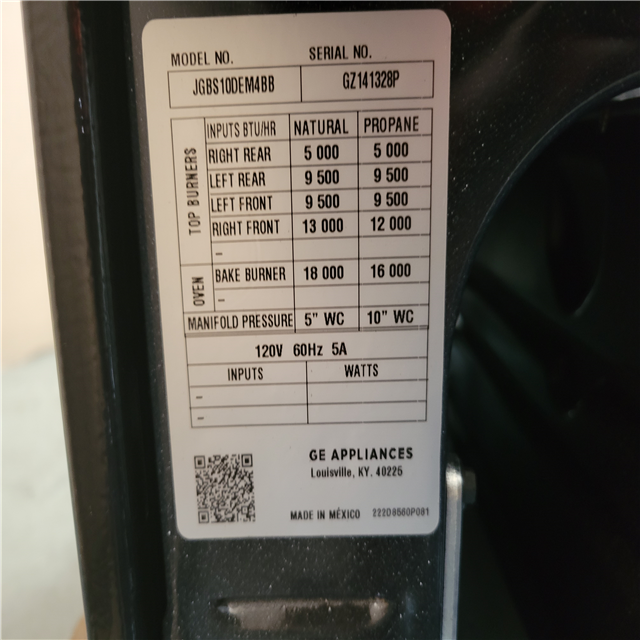 MODEL NO. SERIAL NO.
JGBS10DEM4BB GZ141328P
TOP BURNERS
INPUTS BTU/HR NATURAL PROPANE
RIGHT REAR 5 000 5 000
LEFT REAR 9 500 9 500
LEFT FRONT 9 500 9 500
RIGHT FRONT 13 000 12 000
–
OVEN
BAKE BURNER 18 000 16 000
–
MANIFOLD PRESSURE 5" WC 10" WC
120V 60Hz 5A
INPUTS WATTS
–
–
GE APPLIANCES
Louisville, KY. 40225
MADE IN MÉXICO 222D8560P081